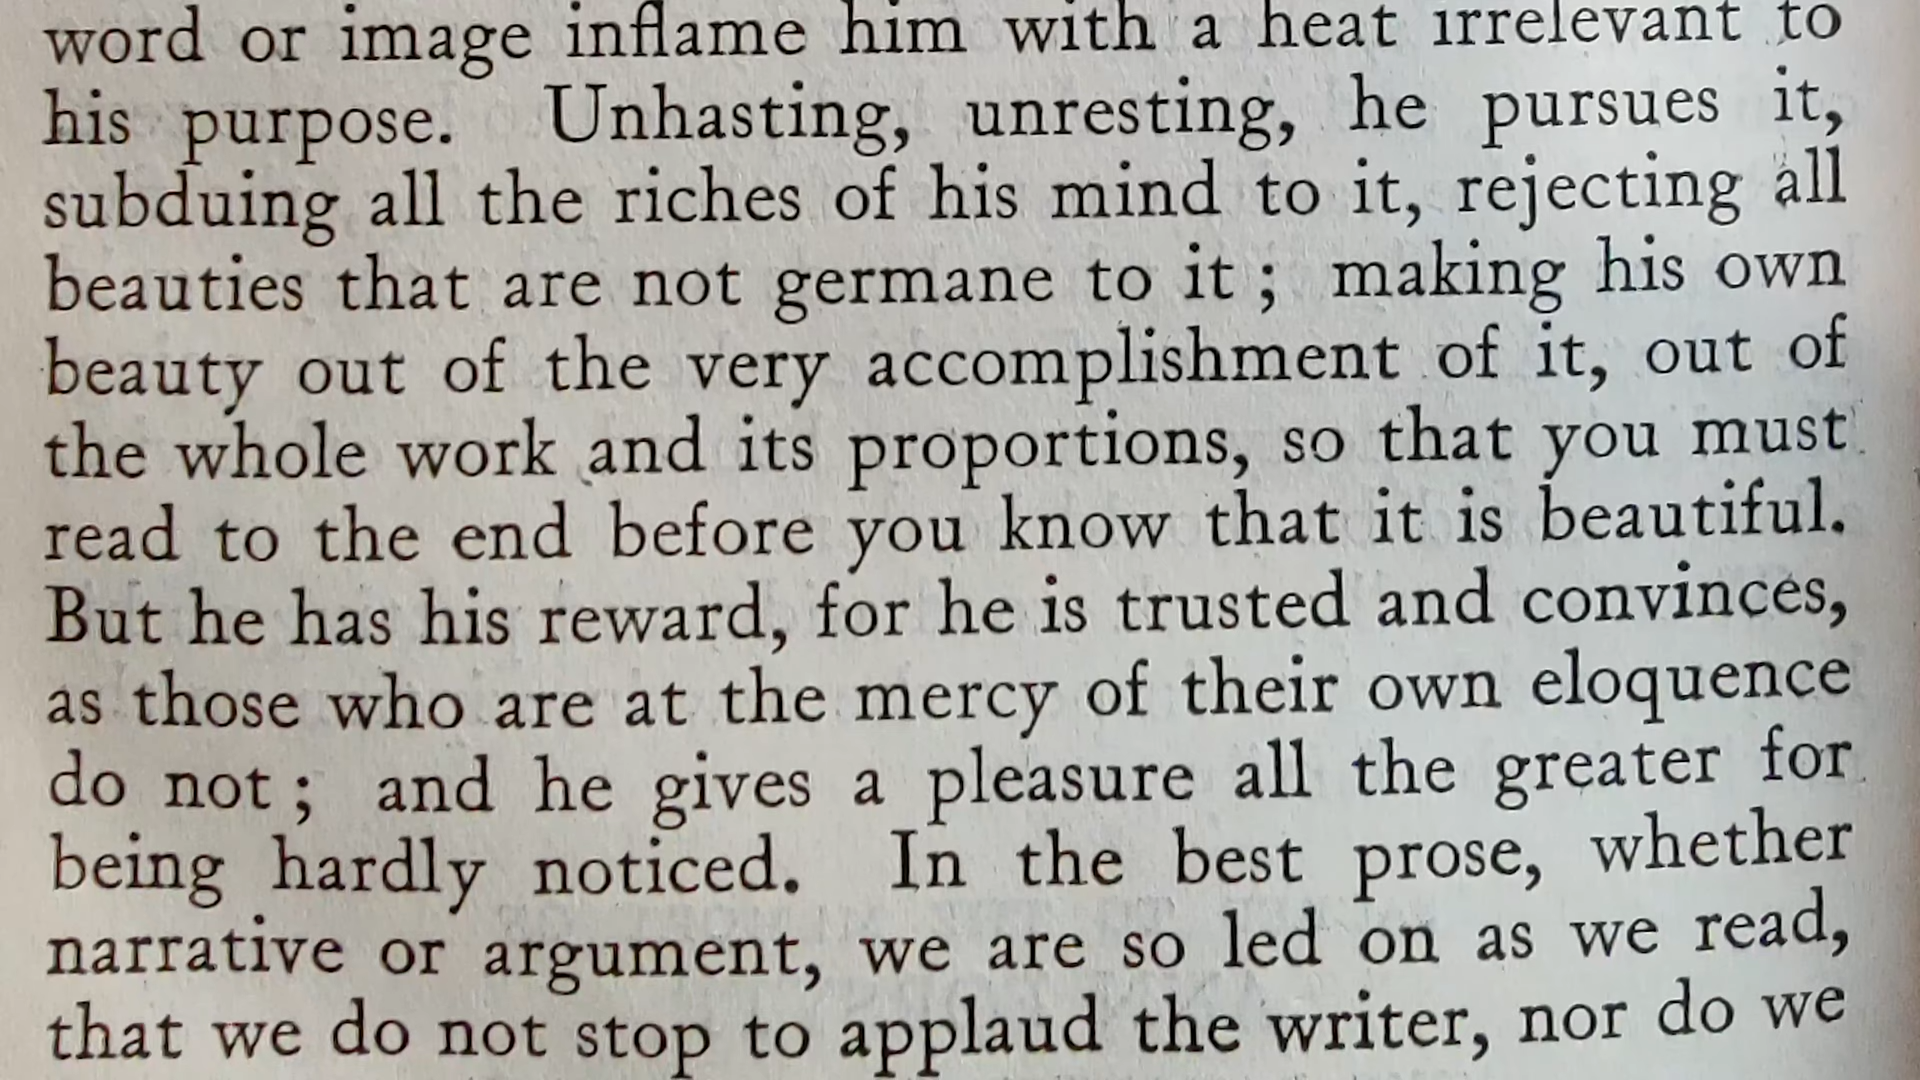 word or image inflame him with a heat irrelevant to
his purpose. Unhasting, unresting, he pursues it,
subduing all the riches of his mind to it, rejecting all
beauties that are not germane to it ; making his own
beauty out of the very accomplishment of it, out of
the whole work and its proportions, so that you must
read to the end before you know that it is beautiful.
But he has his reward, for he is trusted and convinces,
as those who are at the mercy of their own eloquence
do not ; and he gives a pleasure all the greater for
being hardly noticed. In the best prose, whether
narrative or argument, we are so led on as we read,
that we do not stop to applaud the writer, nor do we